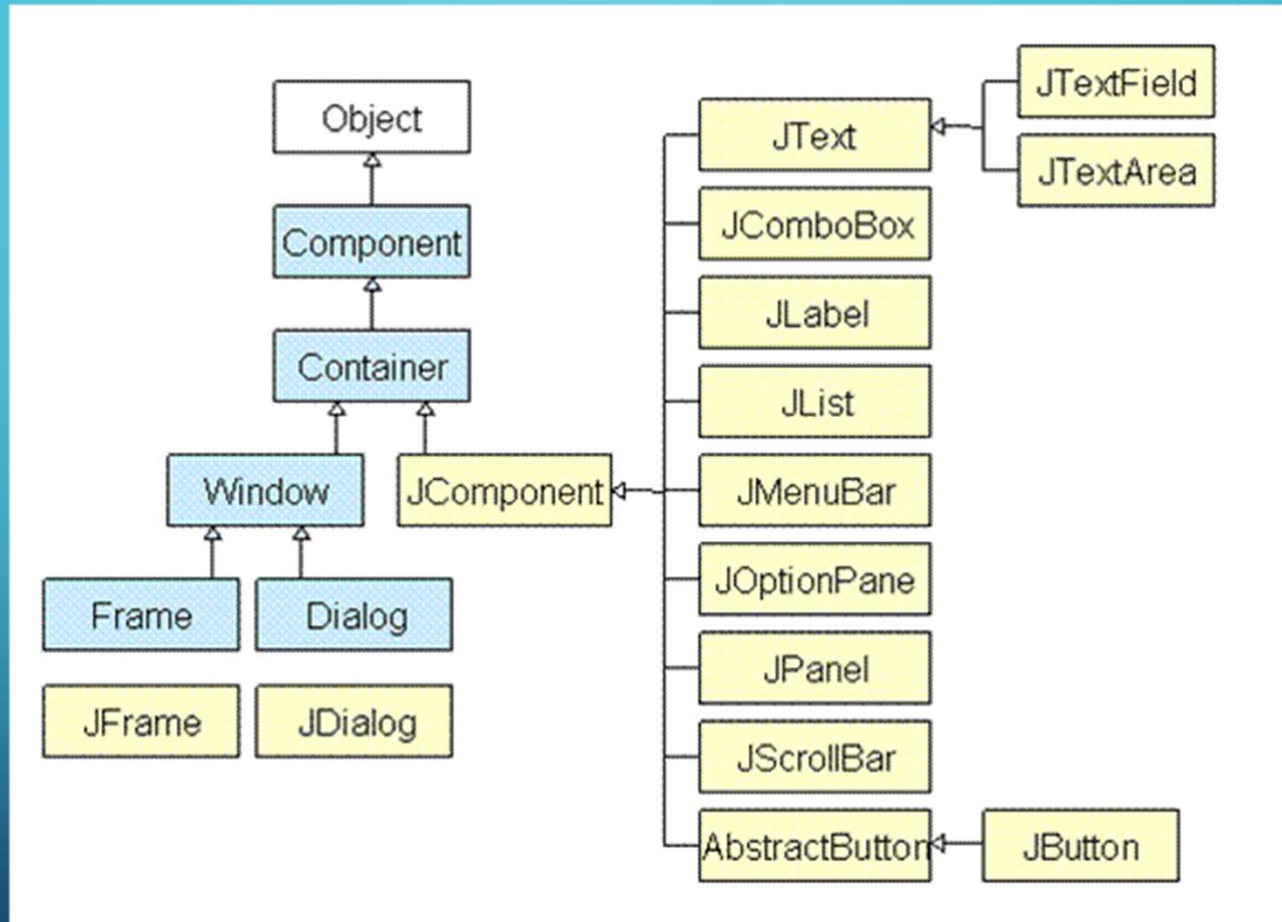 Object
Component
Container
Window
JComponent
Frame
Dialog
JFrame
JDialog
JText
JComboBox
JLabel
JList
JMenuBar
JOptionPane
JPanel
JScrollBar
AbstractButton
JTextField
JTextArea
JButton